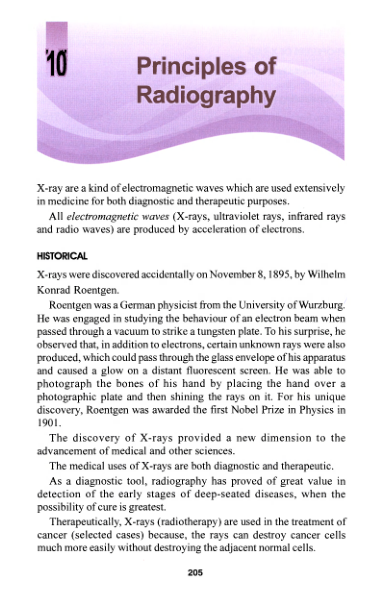 10
Principles of
Radiography
X-ray are a kind of electromagnetic waves which are used extensively
in medicine for both diagnostic and therapeutic purposes.
All electromagnetic waves (X-rays, ultraviolet rays, infrared rays
and radio waves) are produced by acceleration of electrons.
HISTORICAL
X-rays were discovered accidentally on November 8, 1895, by Wilhelm
Konrad Roentgen.
Roentgen was a German physicist from the University of Wurzburg.
He was engaged in studying the behaviour of an electron beam when
passed through a vacuum to strike a tungsten plate. To his surprise, he
observed that, in addition to electrons, certain unknown rays were also
produced, which could pass through the glass envelope of his apparatus
and caused a glow on a distant fluorescent screen. He was able to
photograph the bones of his hand by placing the hand over a
photographic plate and then shining the rays on it. For his unique
discovery, Roentgen was awarded the first Nobel Prize in Physics in
1901.
The discovery of X-rays provided a new dimension to the
advancement of medical and other sciences.
The medical uses of X-rays are both diagnostic and therapeutic.
As a diagnostic tool, radiography has proved of great value in
detection of the early stages of deep-seated diseases, when the
possibility of cure is greatest.
Therapeutically, X-rays (radiotherapy) are used in the treatment of
cancer (selected cases) because, the rays can destroy cancer cells
much more easily without destroying the adjacent normal cells.
205